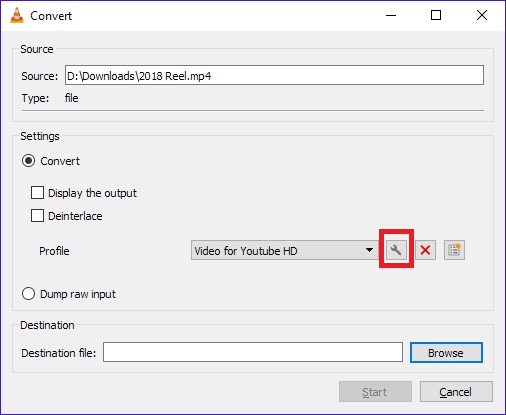 Convert
Source
Source: D:\Downloads\2018 Reel.mp4
Type: file
Settings
Convert
Display the output
Deinterlace
Profile Video for Youtube HD
Dump raw input
Destination
Destination file: Browse
Start Cancel